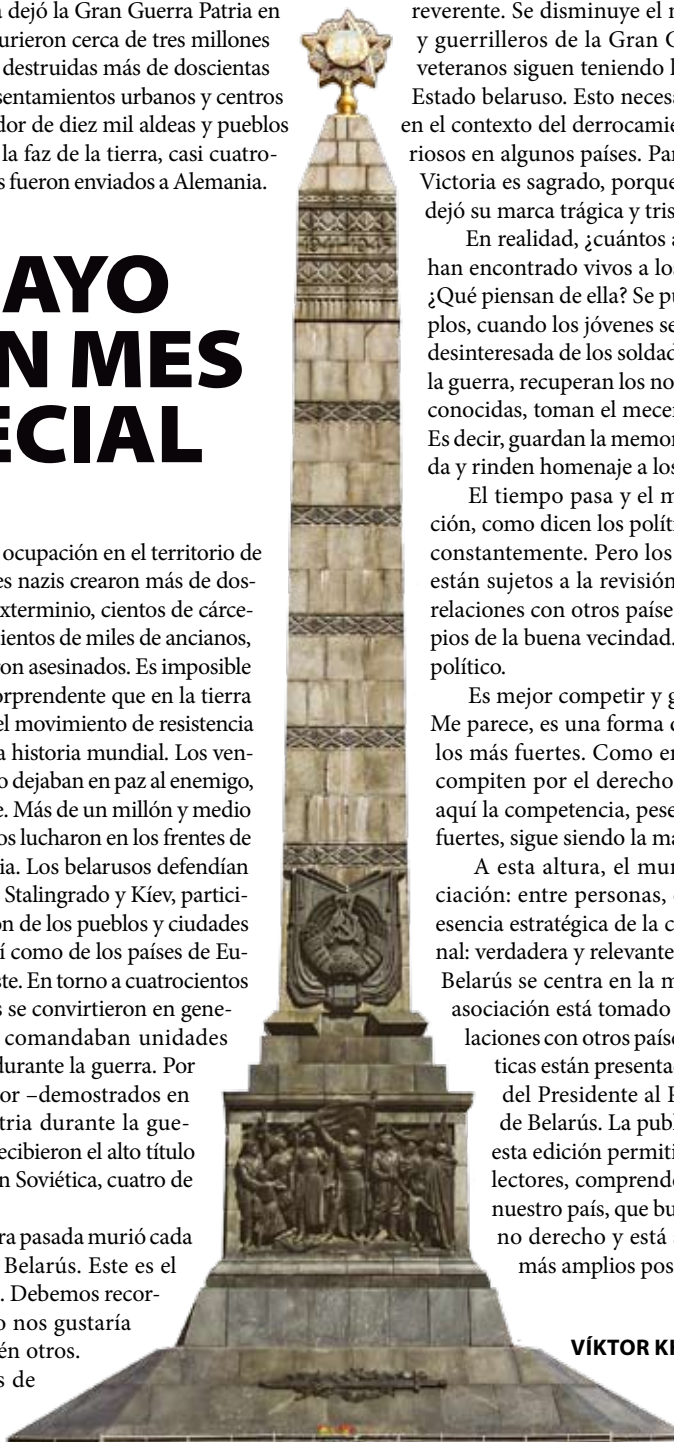 dejó la Gran Guerra Patria en
urieron cerca de tres millones
destruidas más de doscientas
sentamientos urbanos y centros
dor de diez mil aldeas y pueblos
la faz de la tierra, casi cuatro-
s fueron enviados a Alemania.
AYO
N MES
ECIAL
ocupación en el territorio de
es nazis crearon más de dos-
xterminio, cientos de cárce-
ientos de miles de ancianos,
on asesinados. Es imposible
orprendente que en la tierra
el movimiento de resistencia
a historia mundial. Los ven-
o dejaban en paz al enemigo,
e. Más de un millón y medio
os lucharon en los frentes de
ia. Los belarusos defendían
Stalingrado y Kíev, partici-
ón de los pueblos y ciudades
í como de los países de Eu-
ste. En torno a cuatrocientos
s se convirtieron en gene-
comandaban unidades
durante la guerra. Por
or –demostrados en
tria durante la gue-
ecibieron el alto título
n Soviética, cuatro de
ra pasada murió cada
Belarús. Este es el
. Debemos recor-
o nos gustaría
én otros.
s de
reverente. Se disminuye el
y guerrilleros de la Gran
veteranos siguen teniendo
Estado belaruso. Esto neces
en el contexto del derrocamie
riosos en algunos países. Par
Victoria es sagrado, porque
dejó su marca trágica y tris
En realidad, ¿cuántos
han encontrado vivos a los
¿Qué piensan de ella? Se pu
plos, cuando los jóvenes se
desinteresada de los soldad
la guerra, recuperan los no
conocidas, toman el mecen
Es decir, guardan la memor
da y rinden homenaje a los
El tiempo pasa y el m
ción, como dicen los políti
constantemente. Pero los
están sujetos a la revisión
relaciones con otros paíse
pios de la buena vecindad.
político.
Es mejor competir y g
Me parece, es una forma
los más fuertes. Como en
compiten por el derecho
aquí la competencia, pese
fuertes, sigue siendo la ma
A esta altura, el mun
ciación: entre personas,
esencia estratégica de la c
nal: verdadera y relevante
Belarús se centra en la m
asociación está tomado
laciones con otros paíse
ticas están presenta
del Presidente al
de Belarús. La publ
esta edición permiti
lectores, comprend
nuestro país, que bu
no derecho y está
más amplios pos
VÍKTOR